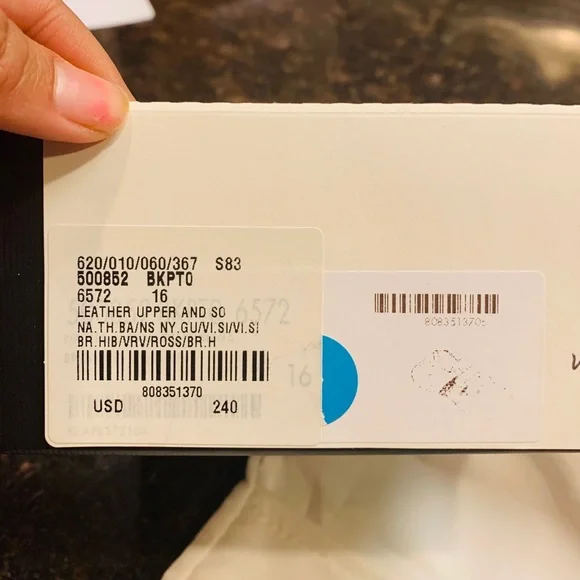 620/010/060/367 S83
500852 BKPT0
6572 16
LEATHER UPPER AND SO
NA.TH.BA/NS NY.GU/VI.SI/VI.SI
BR.HIB/VRV/ROSS/BR.H
808351370
USD 240
6572
16
808351370